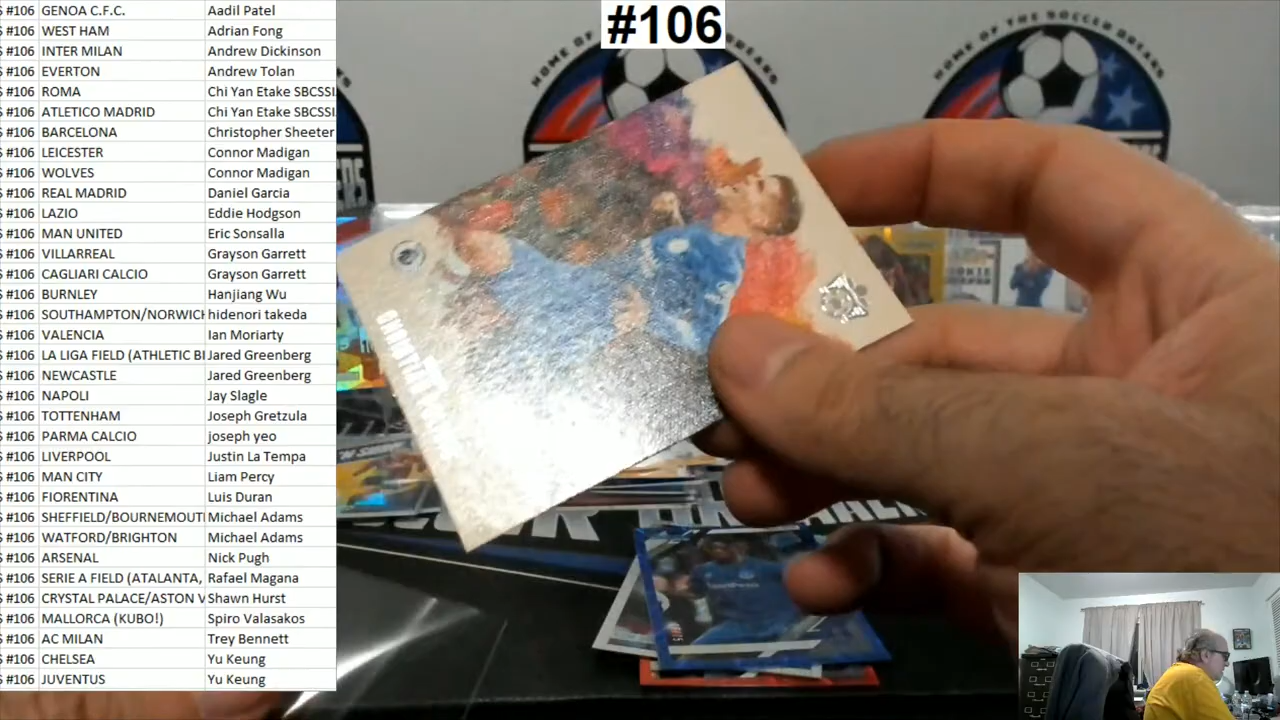 #106
$ #106 GENOA C.F.C. Aadil Patel
$ #106 WEST HAM Adrian Fong
$ #106 INTER MILAN Andrew Dickinson
$ #106 EVERTON Andrew Tolan
$ #106 ROMA Chi Yan Etake SBCSSI
$ #106 ATLETICO MADRID Chi Yan Etake SBCSSI
$ #106 BARCELONA Christopher Sheeter
$ #106 LEICESTER Connor Madigan
$ #106 WOLVES Connor Madigan
$ #106 REAL MADRID Daniel Garcia
$ #106 LAZIO Eddie Hodgson
$ #106 MAN UNITED Eric Sonsalla
$ #106 VILLARREAL Grayson Garrett
$ #106 CAGLIARI CALCIO Grayson Garrett
$ #106 BURNLEY Hanjiang Wu
$ #106 SOUTHAMPTON/NORWICH hidenori takeda
$ #106 VALENCIA Ian Moriarty
$ #106 LA LIGA FIELD (ATHLETIC BI Jared Greenberg
$ #106 NEWCASTLE Jared Greenberg
$ #106 NAPOLI Jay Slagle
$ #106 TOTTENHAM Joseph Gretzula
$ #106 PARMA CALCIO joseph yeo
$ #106 LIVERPOOL Justin La Tempa
$ #106 MAN CITY Liam Percy
$ #106 FIORENTINA Luis Duran
$ #106 SHEFFIELD/BOURNEMOUTI Michael Adams
$ #106 WATFORD/BRIGHTON Michael Adams
$ #106 ARSENAL Nick Pugh
$ #106 SERIE A FIELD (ATALANTA, Rafael Magana
$ #106 CRYSTAL PALACE/ASTON V Shawn Hurst
$ #106 MALLORCA (KUBO!) Spiro Valasakos
$ #106 AC MILAN Trey Bennett
$ #106 CHELSEA Yu Keung
$ #106 JUVENTUS Yu Keung
HOME OF THE SOCCER BREAKS